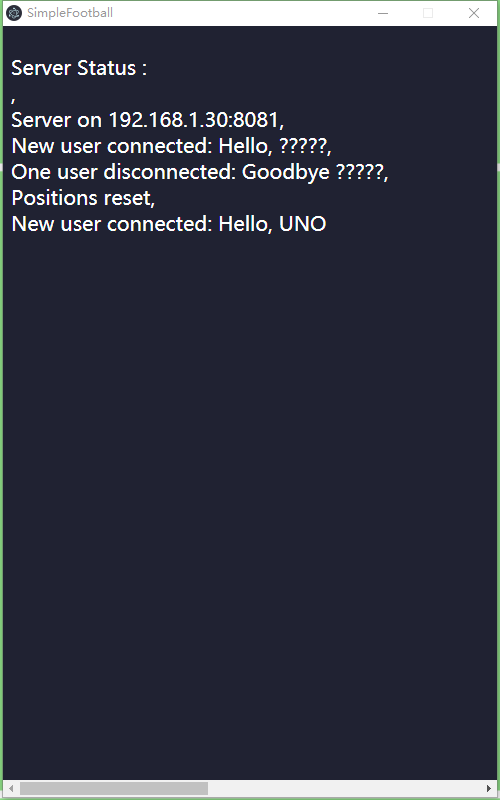 SimpleFootball
Server Status :
,
Server on 192.168.1.30:8081,
New user connected: Hello, ?????,
One user disconnected: Goodbye ?????,
Positions reset,
New user connected: Hello, UNO